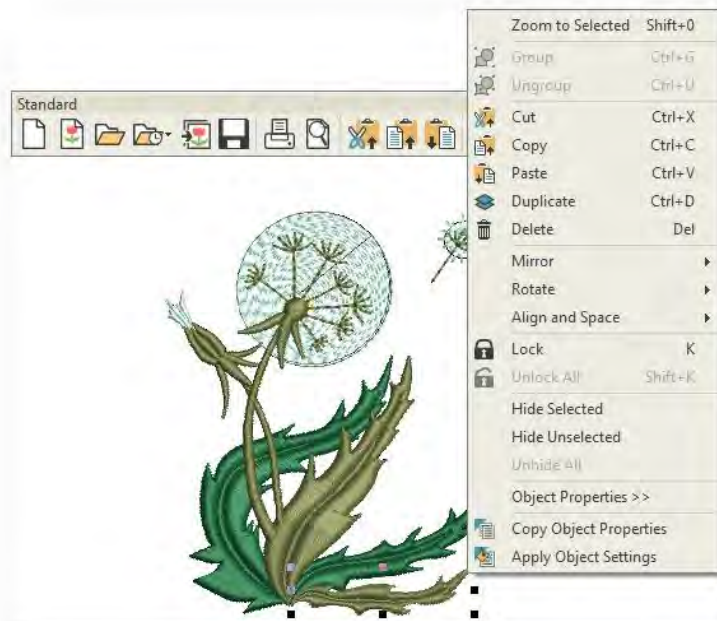 Standard
Zoom to Selected Shift+0
Group Ctrl+G
Ungroup Ctrl+U
Cut Ctrl+X
Copy Ctrl+C
Paste Ctrl+V
Duplicate Ctrl+D
Delete Del
Mirror
Rotate
Align and Space
Lock K
Unlock All Shift+K
Hide Selected
Hide Unselected
Unhide All
Object Properties >>
Copy Object Properties
Apply Object Settings